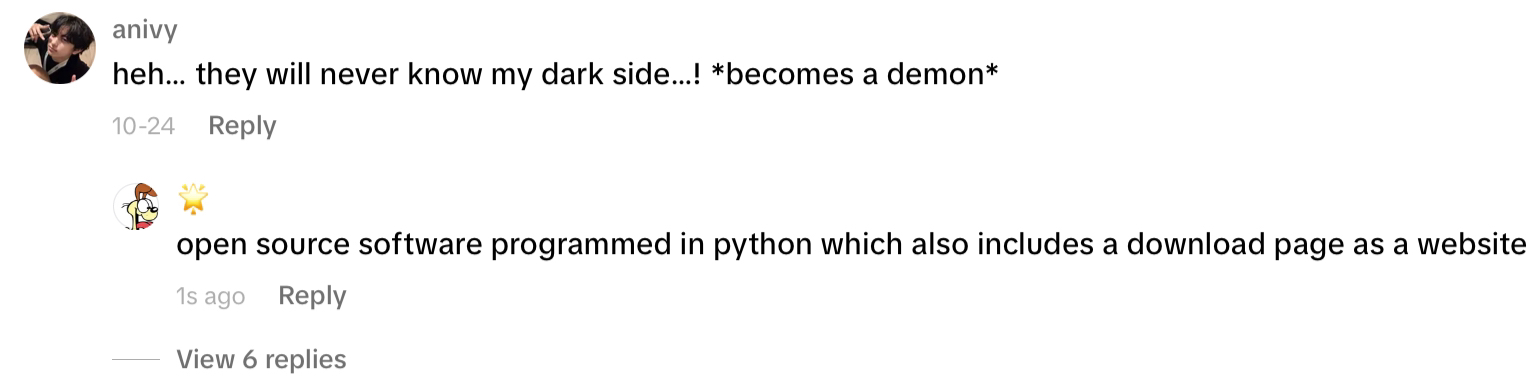 anivy
heh... they will never know my dark side...! *becomes a demon*
10-24 Reply
🌟
open source software programmed in python which also includes a download page as a website
1s ago Reply
View 6 replies